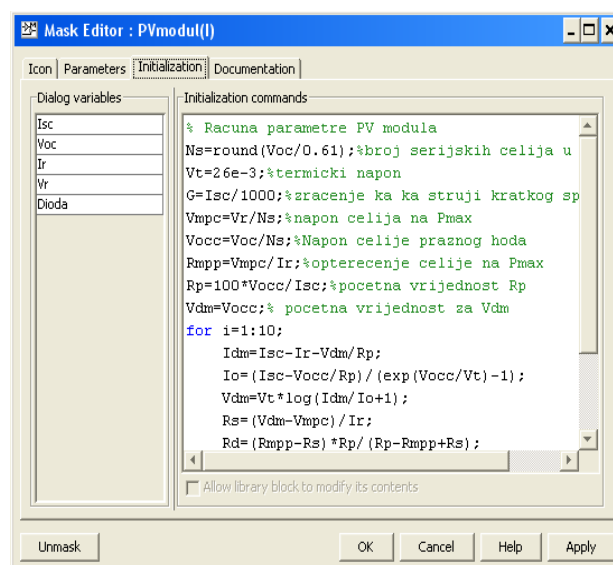 Mask Editor : PVmodul(I)
Icon Parameters Initialization Documentation
Dialog variables
Isc
Voc
Ir
Vr
Dioda
Initialization commands
% Racuna parametre PV modula
Ns=round(Voc/0.61);%broj serijskih celija u
Vt=26e-3;%termicki napon
G=Isc/1000;%zracenje ka ka struji kratkog sp
Vmpc=Vr/Ns;%napon celija na Pmax
Vocc=Voc/Ns;%Napon celije praznog hoda
Rmpp=Vmpc/Ir;%opterecenje celije na Pmax
Rp=100*Vocc/Isc;%pocetna vrijednost Rp
Vdm=Vocc;% pocetna vrijednost za Vdm
for i=1:10;
Idm=Isc-Ir-Vdm/Rp;
Io=(Isc-Vocc/Rp)/(exp(Vocc/Vt)-1);
Vdm=Vt*log(Idm/Io+1);
Rs=(Vdm-Vmpc)/Ir;
Rd=(Rmpp-Rs)*Rp/(Rp-Rmpp+Rs);
Allow library block to modify its contents
Unmask OK Cancel Help Apply